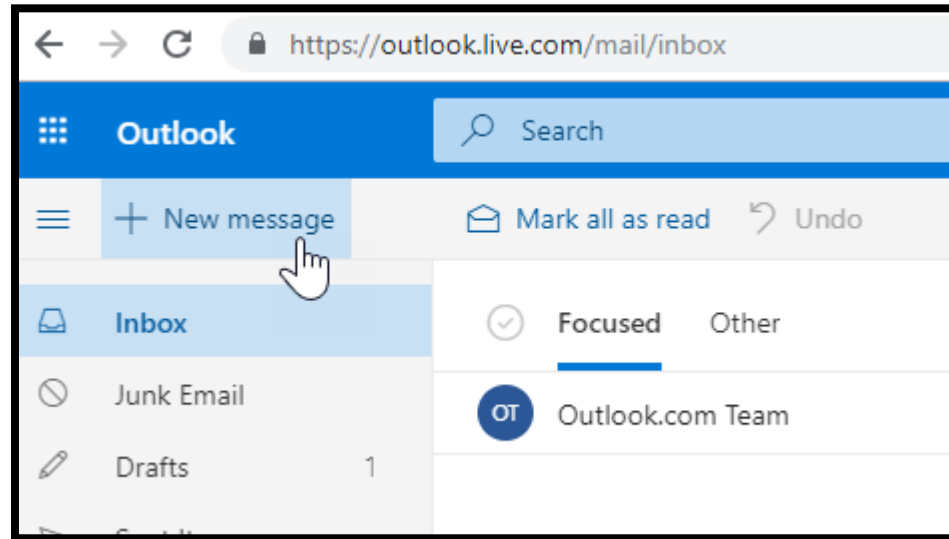 https://outlook.live.com/mail/inbox
Outlook Search
New message Mark all as read Undo
Inbox Focused Other
Junk Email
OT Outlook.com Team
Drafts 1